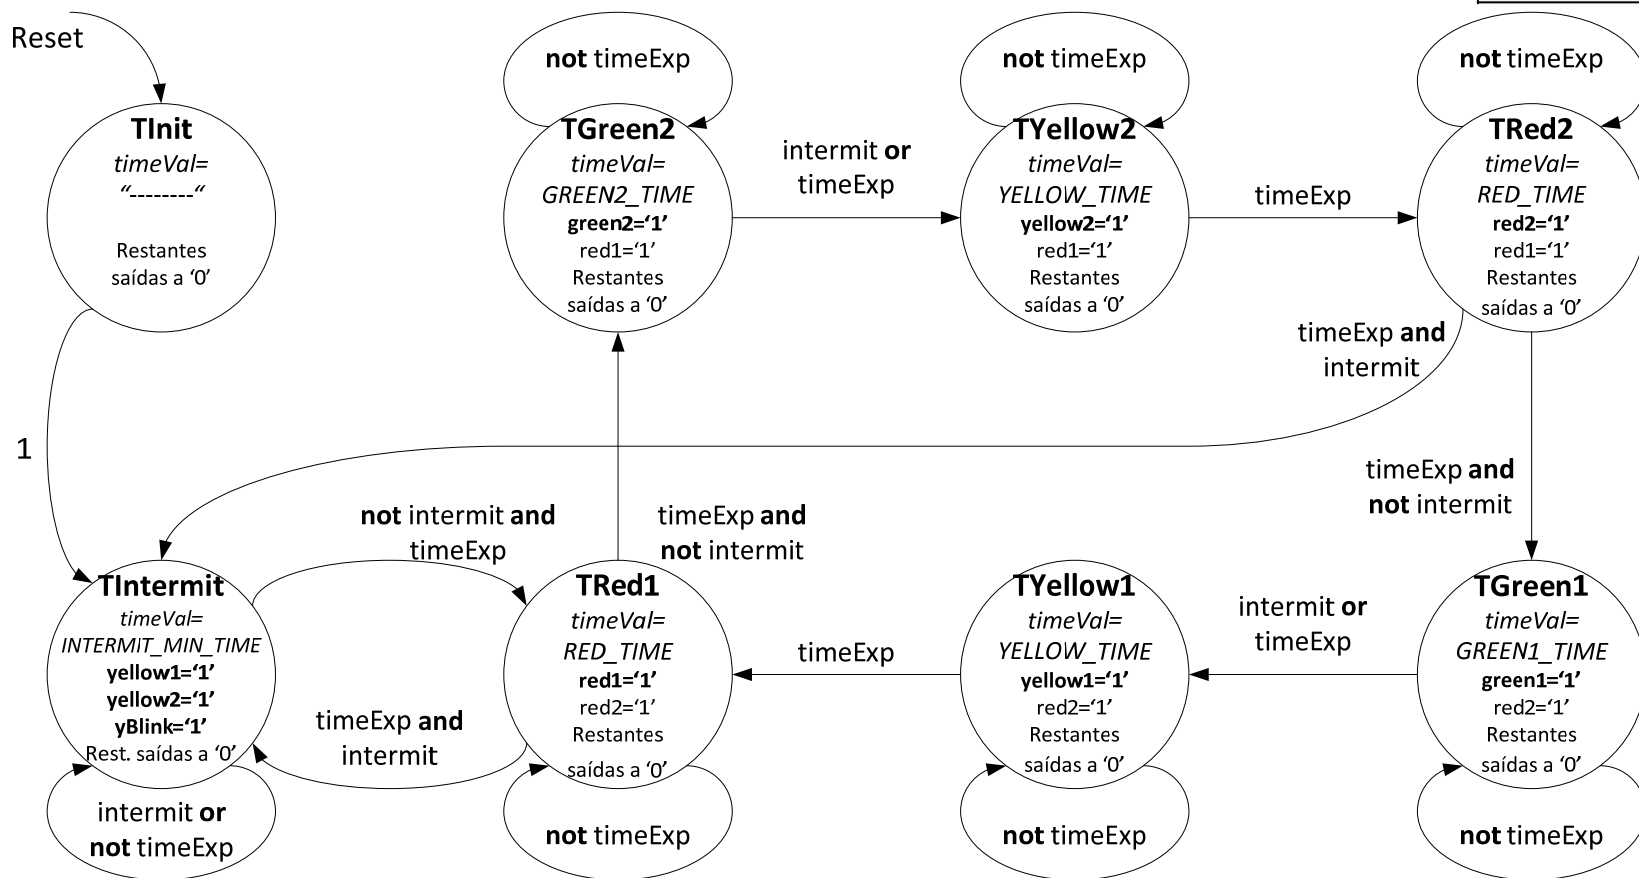 Reset
TInit
timeVal=
“--------“
Restantes
saídas a ‘0’
not timeExp
TGreen2
timeVal=
GREEN2_TIME
green2=‘1’
red1=‘1’
Restantes
saídas a ‘0’
intermit or
timeExp
not timeExp
TYellow2
timeVal=
YELLOW_TIME
yellow2=‘1’
red1=‘1’
Restantes
saídas a ‘0’
timeExp
not timeExp
TRed2
timeVal=
RED_TIME
red2=‘1’
red1=‘1’
Restantes
saídas a ‘0’
timeExp and
intermit
1
timeExp and
not intermit
not intermit and
timeExp
timeExp and
not intermit
TIntermit
timeVal=
INTERMIT_MIN_TIME
yellow1=‘1’
yellow2=‘1’
yBlink=‘1’
Rest. saídas a ‘0’
intermit or
not timeExp
timeExp and
intermit
TRed1
timeVal=
RED_TIME
red1=‘1’
red2=‘1’
Restantes
saídas a ‘0’
not timeExp
timeExp
TYellow1
timeVal=
YELLOW_TIME
yellow1=‘1’
red2=‘1’
Restantes
saídas a ‘0’
not timeExp
intermit or
timeExp
TGreen1
timeVal=
GREEN1_TIME
green1=‘1’
red2=‘1’
Restantes
saídas a ‘0’
not timeExp